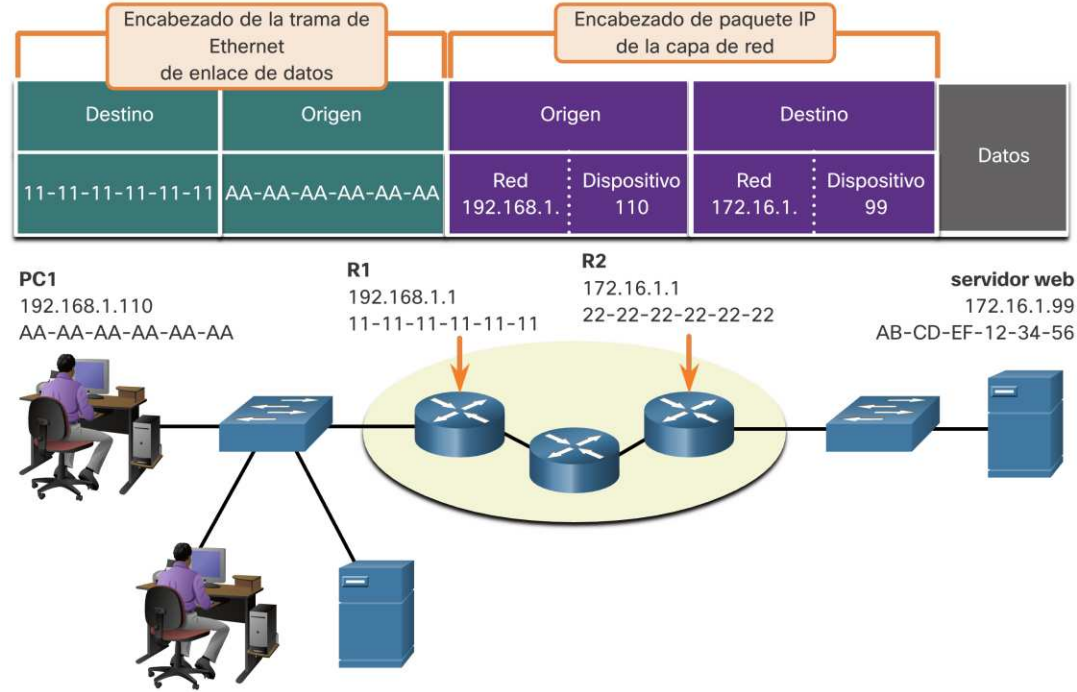 Encabezado de la trama de
Ethernet
de enlace de datos
Encabezado de paquete IP
de la capa de red
Destino
Origen
Origen
Destino
Datos
11-11-11-11-11-11
AA-AA-AA-AA-AA-AA
Red
192.168.1.
Dispositivo
110
Red
172.16.1.
Dispositivo
99
PC1
192.168.1.110
AA-AA-AA-AA-AA-AA
R1
192.168.1.1
11-11-11-11-11-11
R2
172.16.1.1
22-22-22-22-22-22
servidor web
172.16.1.99
AB-CD-EF-12-34-56